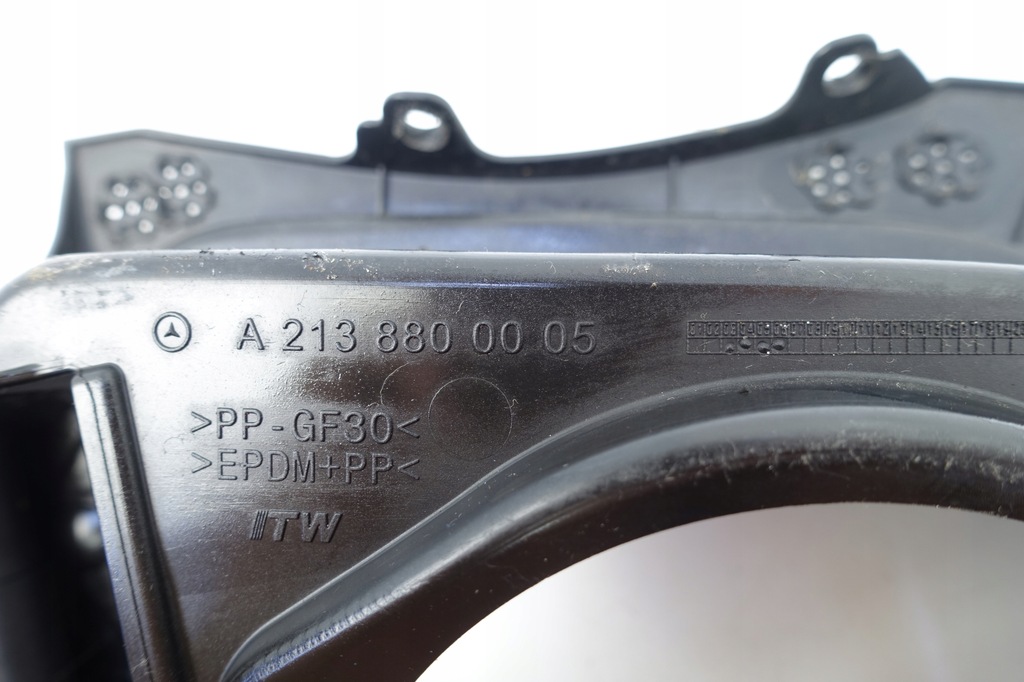 A 213 880 00 05
>PP-GF30<
>EPDM+PP<
ITW